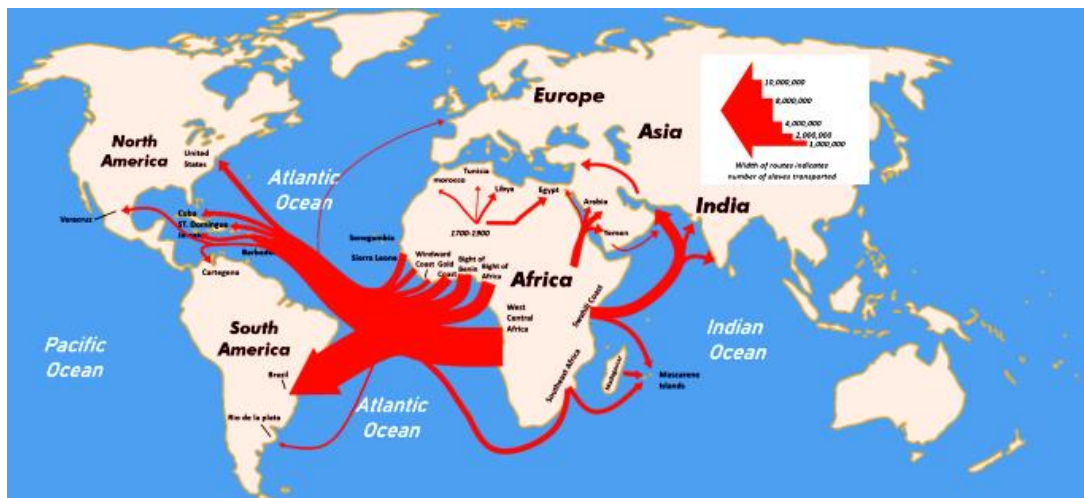 Europe
Asia
North
America
United
States
Atlantic
Ocean
10,000,000
8,000,000
4,000,000
2,000,000
1,000,000
Width of routes indicates
number of slaves transported
Tunisia
morocco
Libya
Egypt
Arabia
India
Yemen
1700-1900
Veracruz
Cuba
ST. Domingue
Barbados
Cartegena
Senegambia
Sierra Leone
Windward
Coast
Gold
Coast
Bight of
Benin
Bight of
Africa
Africa
West
Central
Africa
Swahili Coast
Southeast Africa
Madagascar
Mascarene
Islands
Indian
Ocean
Pacific
Ocean
South
America
Brazil
Rio de la plata
Atlantic
Ocean